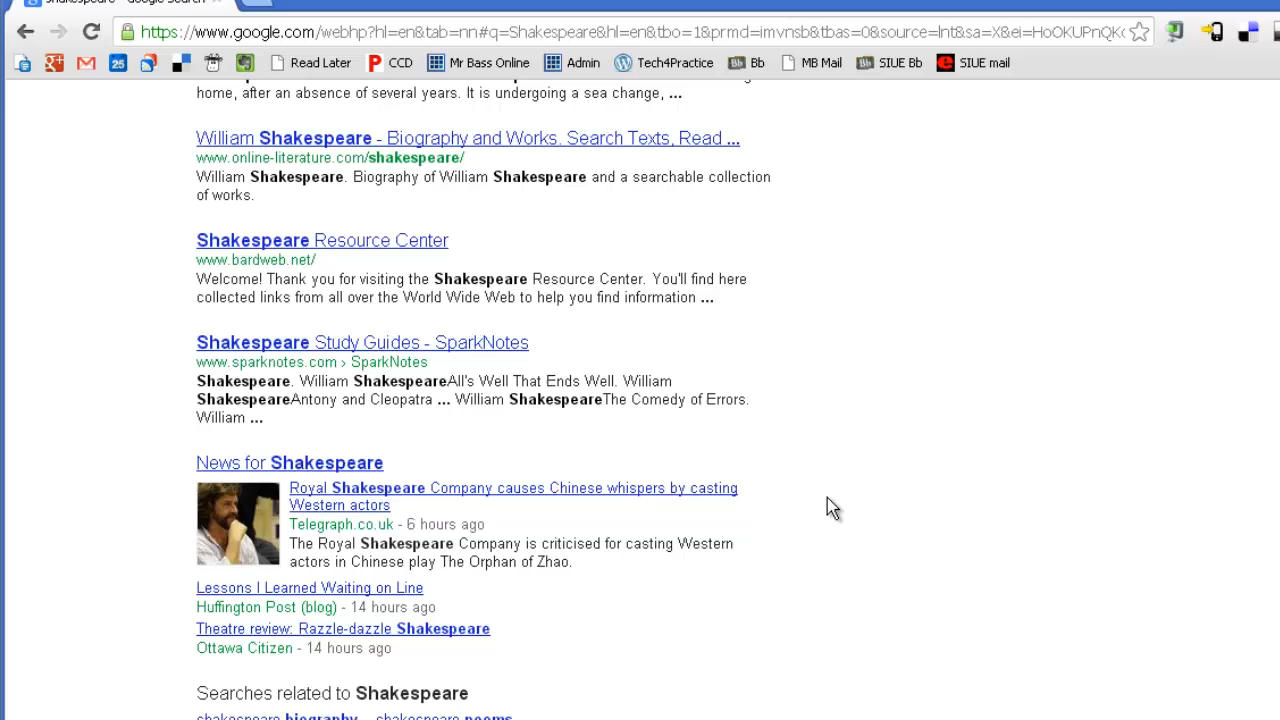 https://www.google.com/webhp?hl=en&tab=nn#q=Shakespeare&hl=en&tbo=1&prmd=imvnsb&tbas=0&source=lnt&sa=X&ei=HoOKUPnQK
25 Read Later CCD Mr Bass Online Admin Tech4Practice Bb Bb MB Mail Bb SIUE Bb e SIUE mail
home, after an absence of several years. It is undergoing a sea change, ...
William Shakespeare - Biography and Works. Search Texts, Read ...
www.online-literature.com/shakespeare/
William Shakespeare. Biography of William Shakespeare and a searchable collection
of works.
Shakespeare Resource Center
www.bardweb.net/
Welcome! Thank you for visiting the Shakespeare Resource Center. You'll find here
collected links from all over the World Wide Web to help you find information ...
Shakespeare Study Guides - SparkNotes
www.sparknotes.com › SparkNotes
Shakespeare. William ShakespeareAll's Well That Ends Well. William
ShakespeareAntony and Cleopatra ... William ShakespeareThe Comedy of Errors.
William ...
News for Shakespeare
Royal Shakespeare Company causes Chinese whispers by casting
Western actors
Telegraph.co.uk - 6 hours ago
The Royal Shakespeare Company is criticised for casting Western
actors in Chinese play The Orphan of Zhao.
Lessons I Learned Waiting on Line
Huffington Post (blog) - 14 hours ago
Theatre review: Razzle-dazzle Shakespeare
Ottawa Citizen - 14 hours ago
Searches related to Shakespeare
shakespeare biography shakespeare poems